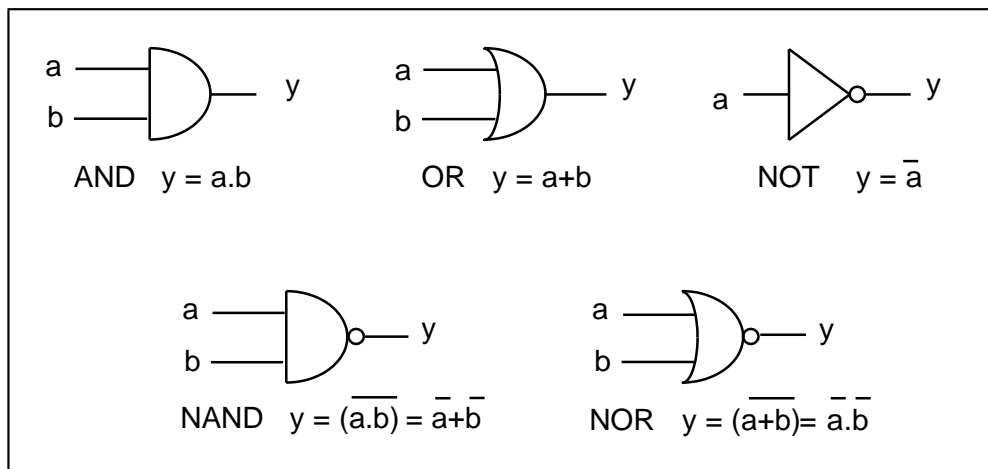 a
b
y
AND y = a.b
a
b
y
OR y = a+b
a
y
NOT y = a̅
a
b
y
NAND y = (a̅.̅b̅) = a̅+b̅
a
b
y
NOR y = (a̅+̅b̅)= a̅.b̅